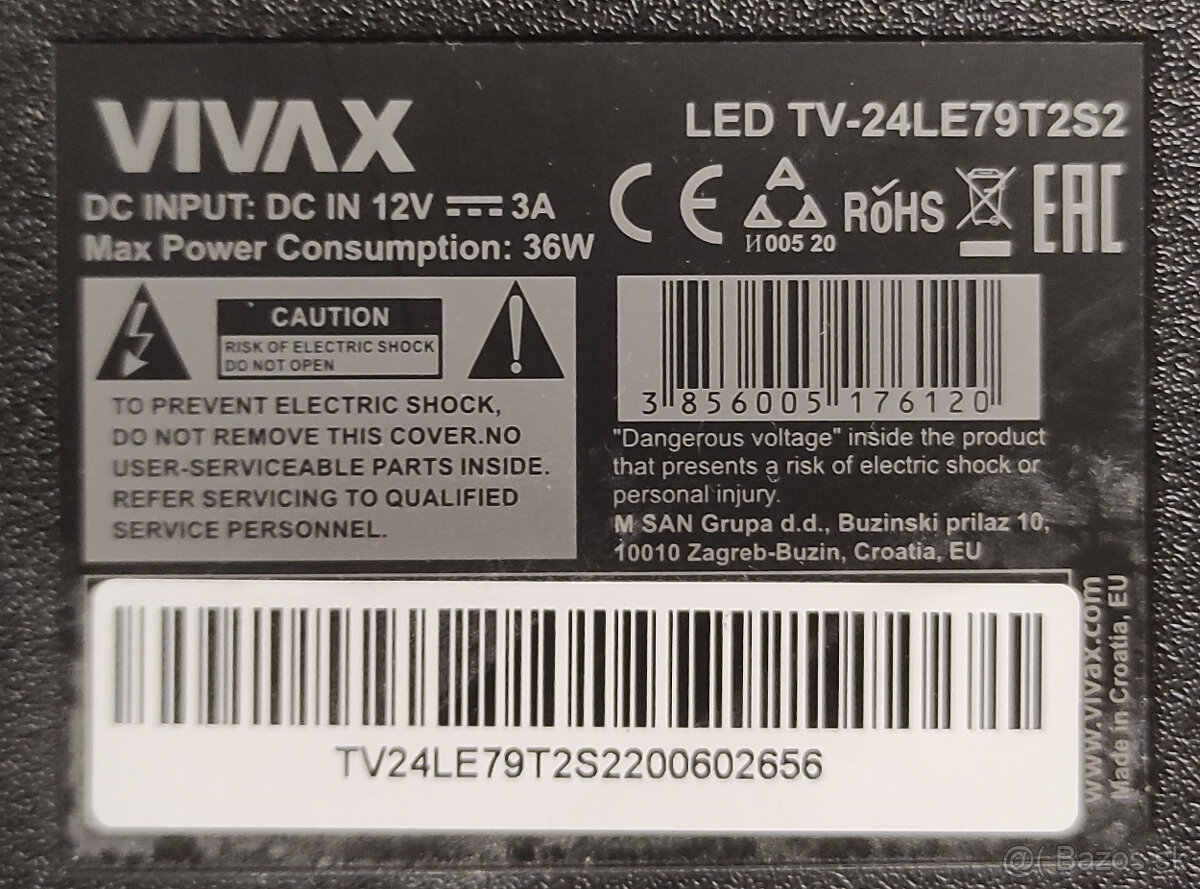 VIVAX
LED TV-24LE79T2S2
DC INPUT: DC IN 12V ⎓ 3A
Max Power Consumption: 36W
CE
И 005 20
RoHS
EAC
CAUTION
RISK OF ELECTRIC SHOCK
DO NOT OPEN
TO PREVENT ELECTRIC SHOCK,
DO NOT REMOVE THIS COVER.NO
USER-SERVICEABLE PARTS INSIDE.
REFER SERVICING TO QUALIFIED
SERVICE PERSONNEL.
3 856005 176120
"Dangerous voltage" inside the product
that presents a risk of electric shock or
personal injury.
M SAN Grupa d.d., Buzinski prilaz 10,
10010 Zagreb-Buzin, Croatia, EU
www.vivax.com
Made in Croatia, EU
TV24LE79T2S2200602656
@( Bazos.sk